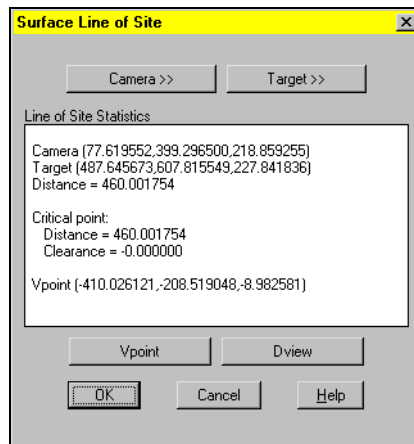 Surface Line of Site
Camera >> Target >>
Line of Site Statistics
Camera (77.619552,399.296500,218.859255)
Target (487.645673,607.815549,227.841836)
Distance = 460.001754
Critical point:
Distance = 460.001754
Clearance = -0.000000
Vpoint (-410.026121,-208.519048,-8.982581)
Vpoint Dview
OK Cancel Help